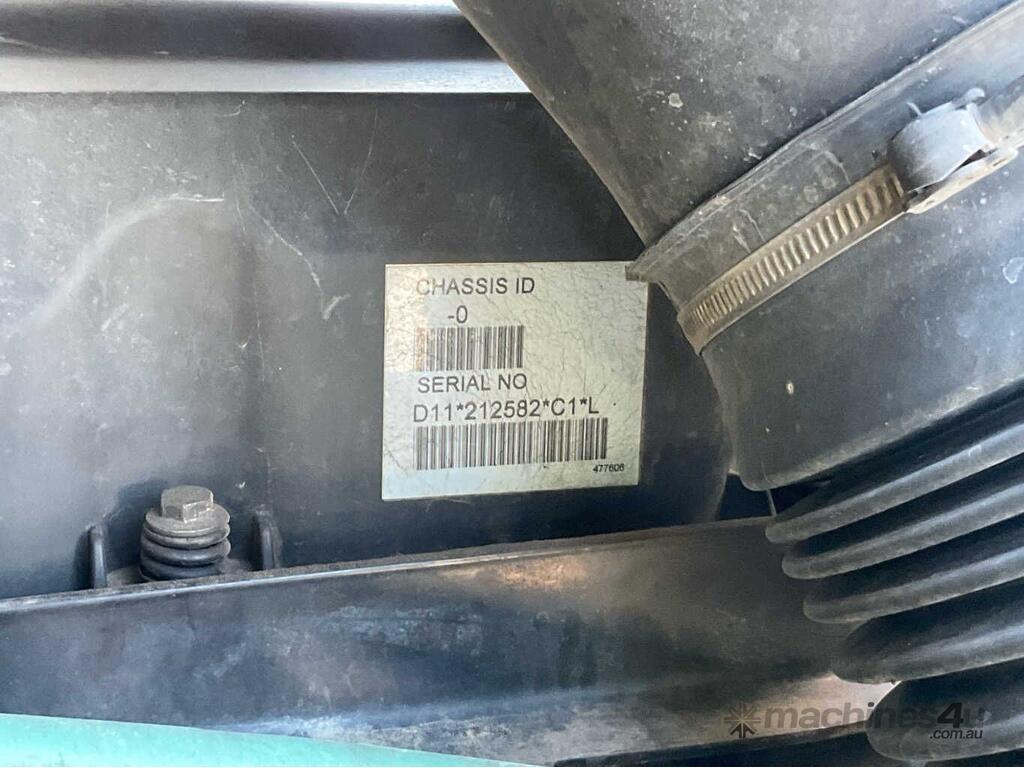 CHASSIS ID
-0
SERIAL NO
D11*212582*C1*L
477606
machines4u
.com.au